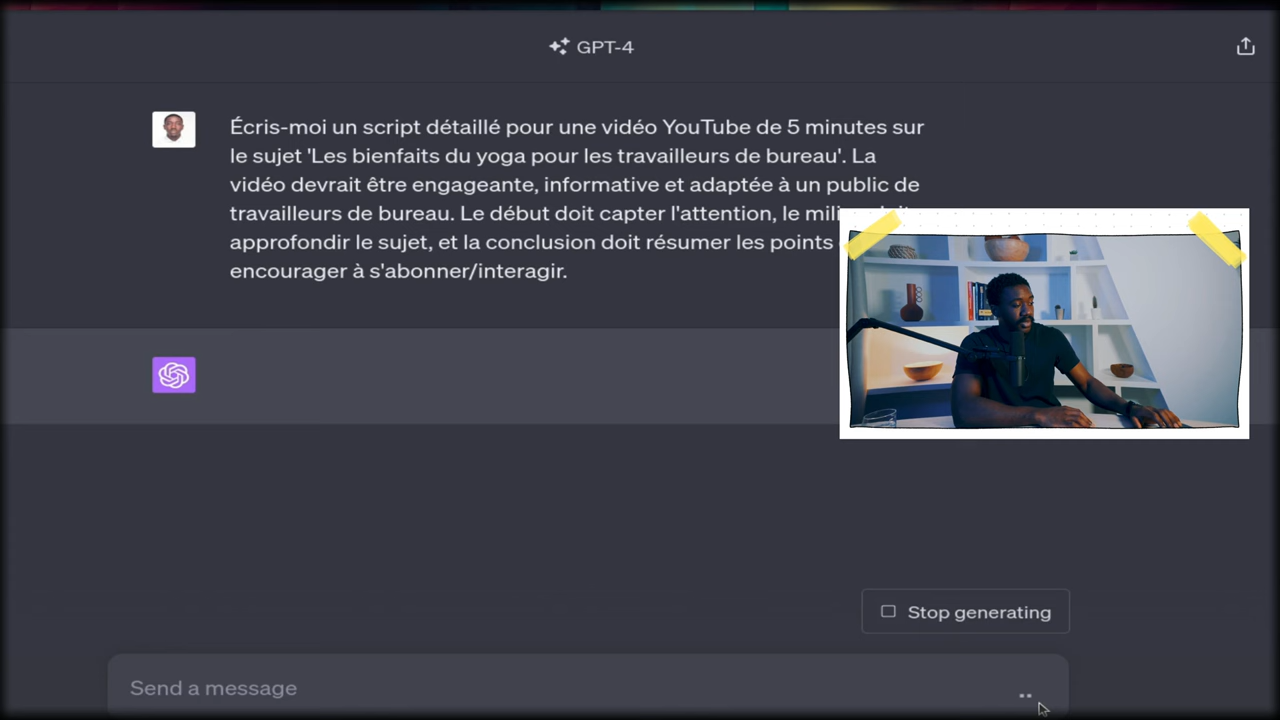 GPT-4
Écris-moi un script détaillé pour une vidéo YouTube de 5 minutes sur
le sujet 'Les bienfaits du yoga pour les travailleurs de bureau'. La
vidéo devrait être engageante, informative et adaptée à un public de
travailleurs de bureau. Le début doit capter l'attention, le
approfondir le sujet, et la conclusion doit résumer les points
encourager à s'abonner/interagir.
Stop generating
Send a message